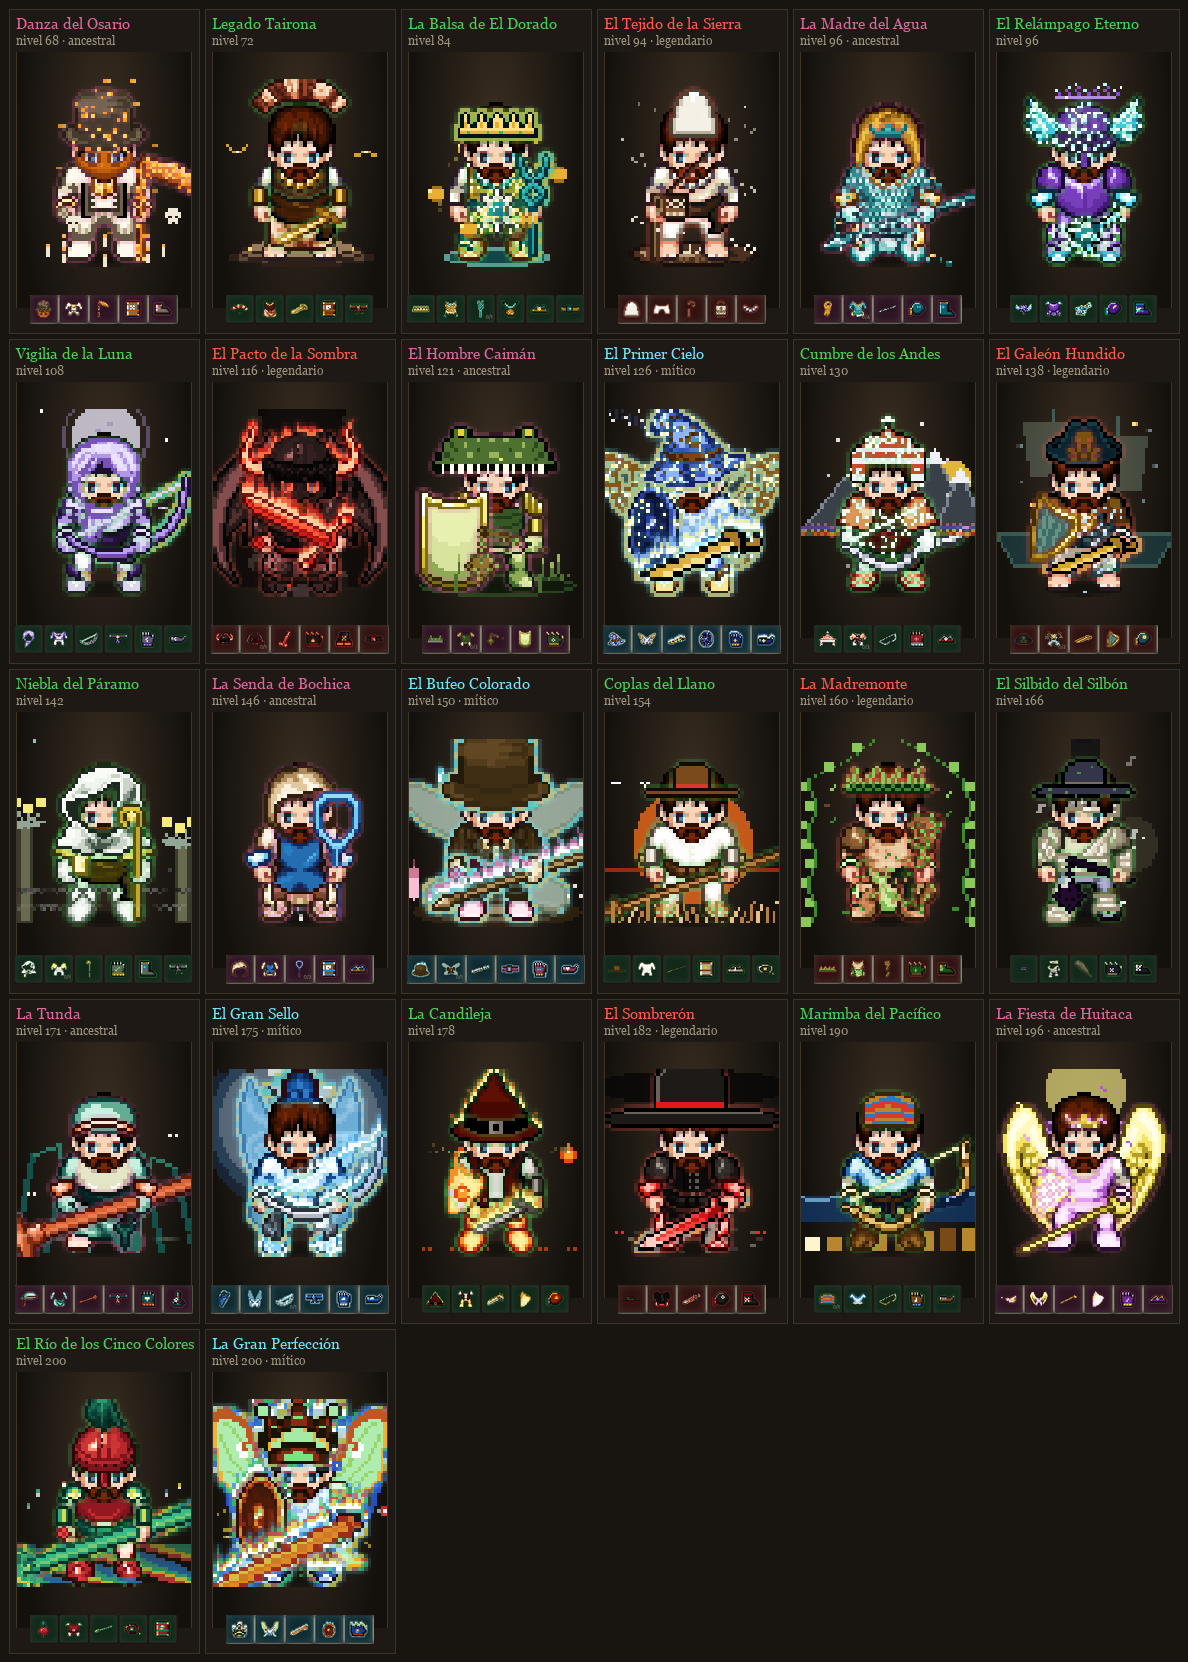 Danza del Osario
nivel 68 · ancestral
Legado Tairona
nivel 72
La Balsa de El Dorado
nivel 84
El Tejido de la Sierra
nivel 94 · legendario
La Madre del Agua
nivel 96 · ancestral
El Relámpago Eterno
nivel 96
Vigilia de la Luna
nivel 108
El Pacto de la Sombra
nivel 116 · legendario
El Hombre Caimán
nivel 121 · ancestral
El Primer Cielo
nivel 126 · mítico
Cumbre de los Andes
nivel 130
El Galeón Hundido
nivel 138 · legendario
Niebla del Páramo
nivel 142
La Senda de Bochica
nivel 146 · ancestral
El Bufeo Colorado
nivel 150 · mítico
Coplas del Llano
nivel 154
La Madremonte
nivel 160 · legendario
El Silbido del Silbón
nivel 166
La Tunda
nivel 171 · ancestral
El Gran Sello
nivel 175 · mítico
La Candileja
nivel 178
El Sombrerón
nivel 182 · legendario
Marimba del Pacífico
nivel 190
La Fiesta de Huitaca
nivel 196 · ancestral
El Río de los Cinco Colores
nivel 200
La Gran Perfección
nivel 200 · mítico